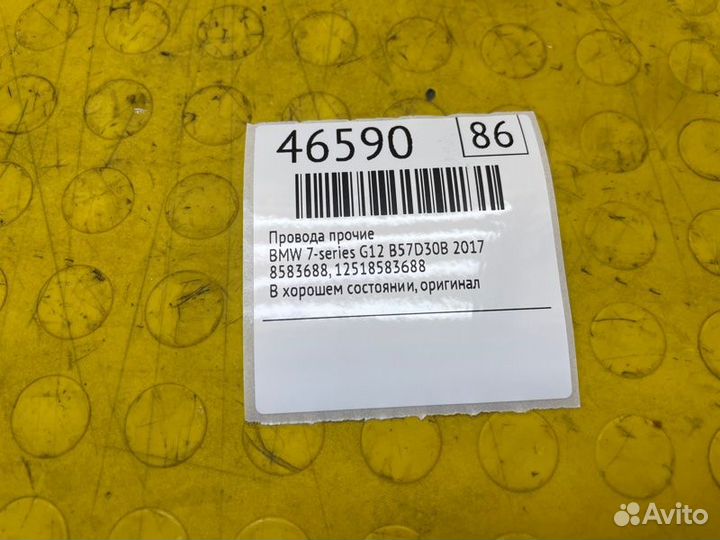 46590 86
Провода прочие
BMW 7-series G12 B57D30B 2017
8583688, 12518583688
В хорошем состоянии, оригинал
Avito